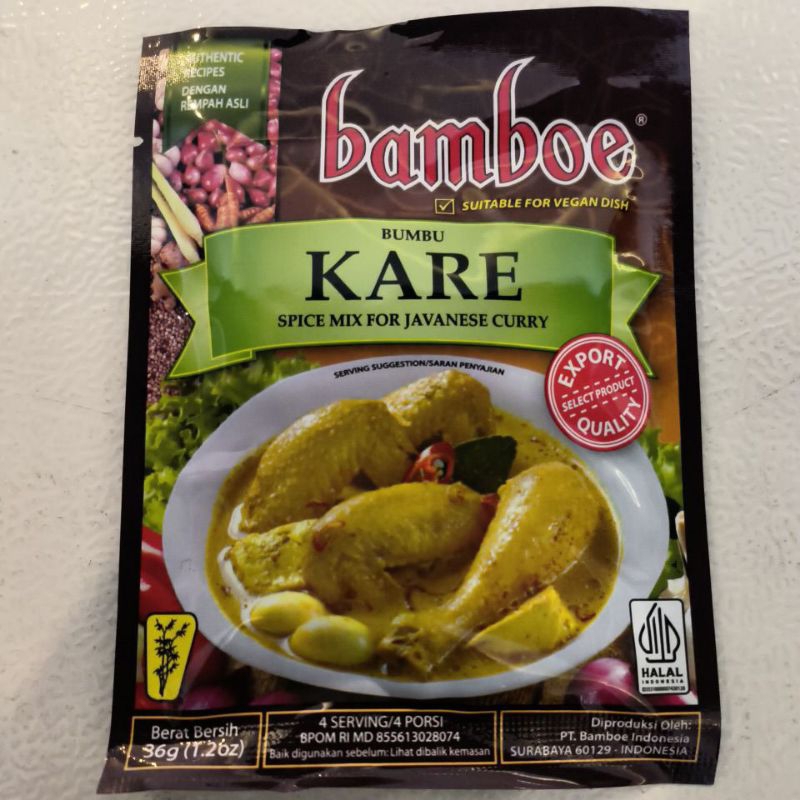 AUTHENTIC
RECIPES
DENGAN
REMPAH ASLI
bamboe®
SUITABLE FOR VEGAN DISH
BUMBU
KARE
SPICE MIX FOR JAVANESE CURRY
SERVING SUGGESTION/SARAN PENYAJIAN
EXPORT
SELECT PRODUCT
QUALITY
HALAL
INDONESIA
Berat Bersih
36g (1.2oz)
4 SERVING/4 PORSI
BPOM RI MD 855613028074
Baik digunakan sebelum: Lihat dibalik kemasan
Diproduksi Oleh:
PT. Bamboe Indonesia
SURABAYA 60129 - INDONESIA